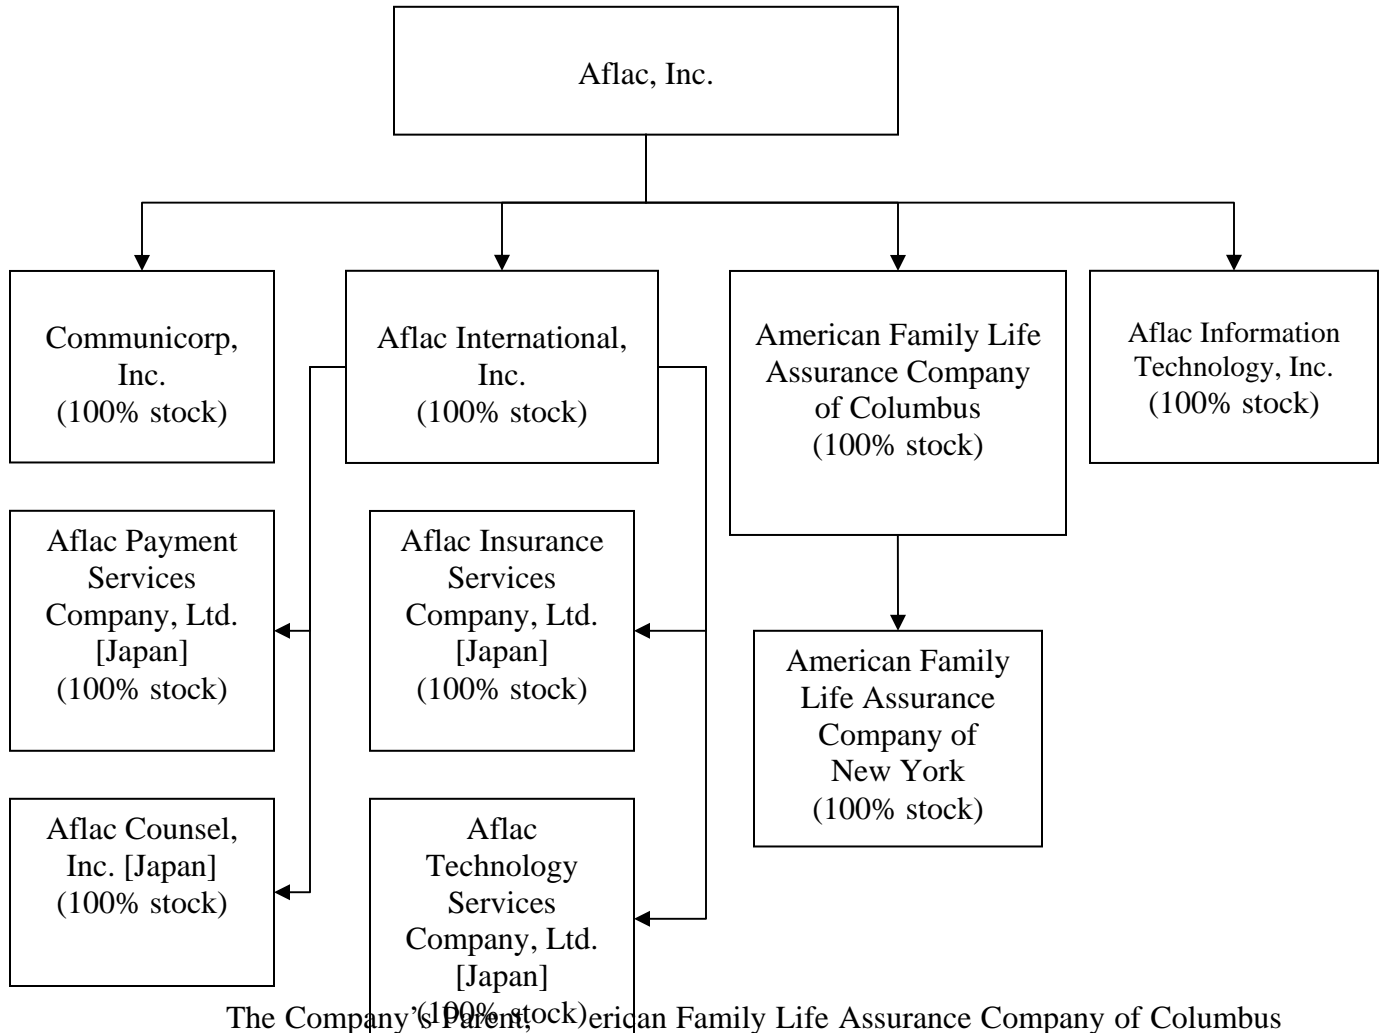 Aflac, Inc.
Communicorp,
Inc.
(100% stock)
Aflac International,
Inc.
(100% stock)
American Family Life
Assurance Company
of Columbus
(100% stock)
Aflac Information
Technology, Inc.
(100% stock)
Aflac Payment
Services
Company, Ltd.
[Japan]
(100% stock)
Aflac Insurance
Services
Company, Ltd.
[Japan]
(100% stock)
American Family
Life Assurance
Company of
New York
(100% stock)
Aflac Counsel,
Inc. [Japan]
(100% stock)
Aflac
Technology
Services
Company, Ltd.
[Japan]
(100% stock)
The Company's Parent, erican Family Life Assurance Company of Columbus